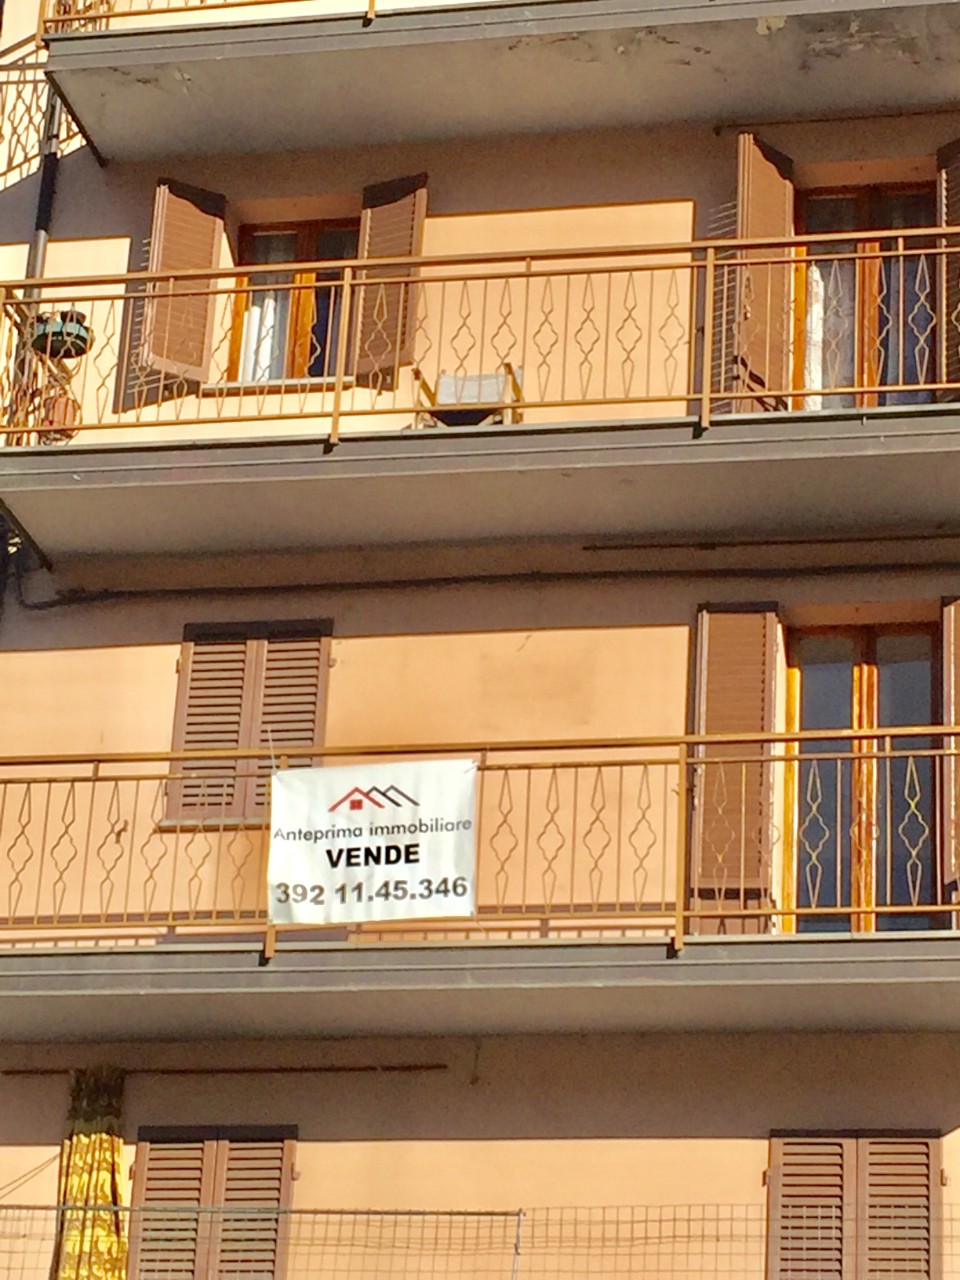 Anteprima immobiliare
VENDE
392 11.45.346